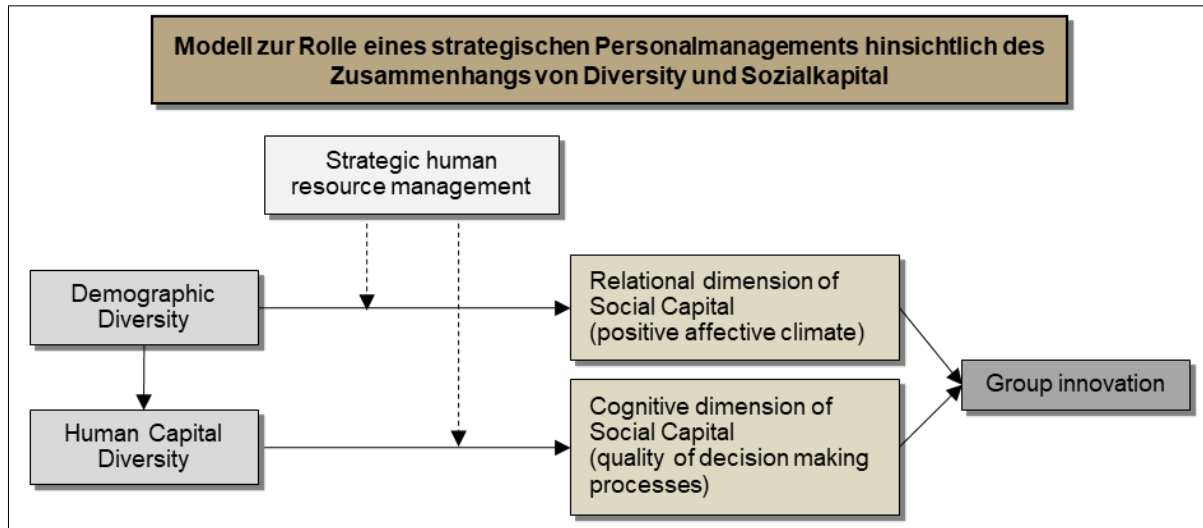 Modell zur Rolle eines strategischen Personalmanagements hinsichtlich des
Zusammenhangs von Diversity und Sozialkapital
Strategic human
resource management
Demographic
Diversity
Relational dimension of
Social Capital
(positive affective climate)
Group innovation
Human Capital
Diversity
Cognitive dimension of
Social Capital
(quality of decision making
processes)